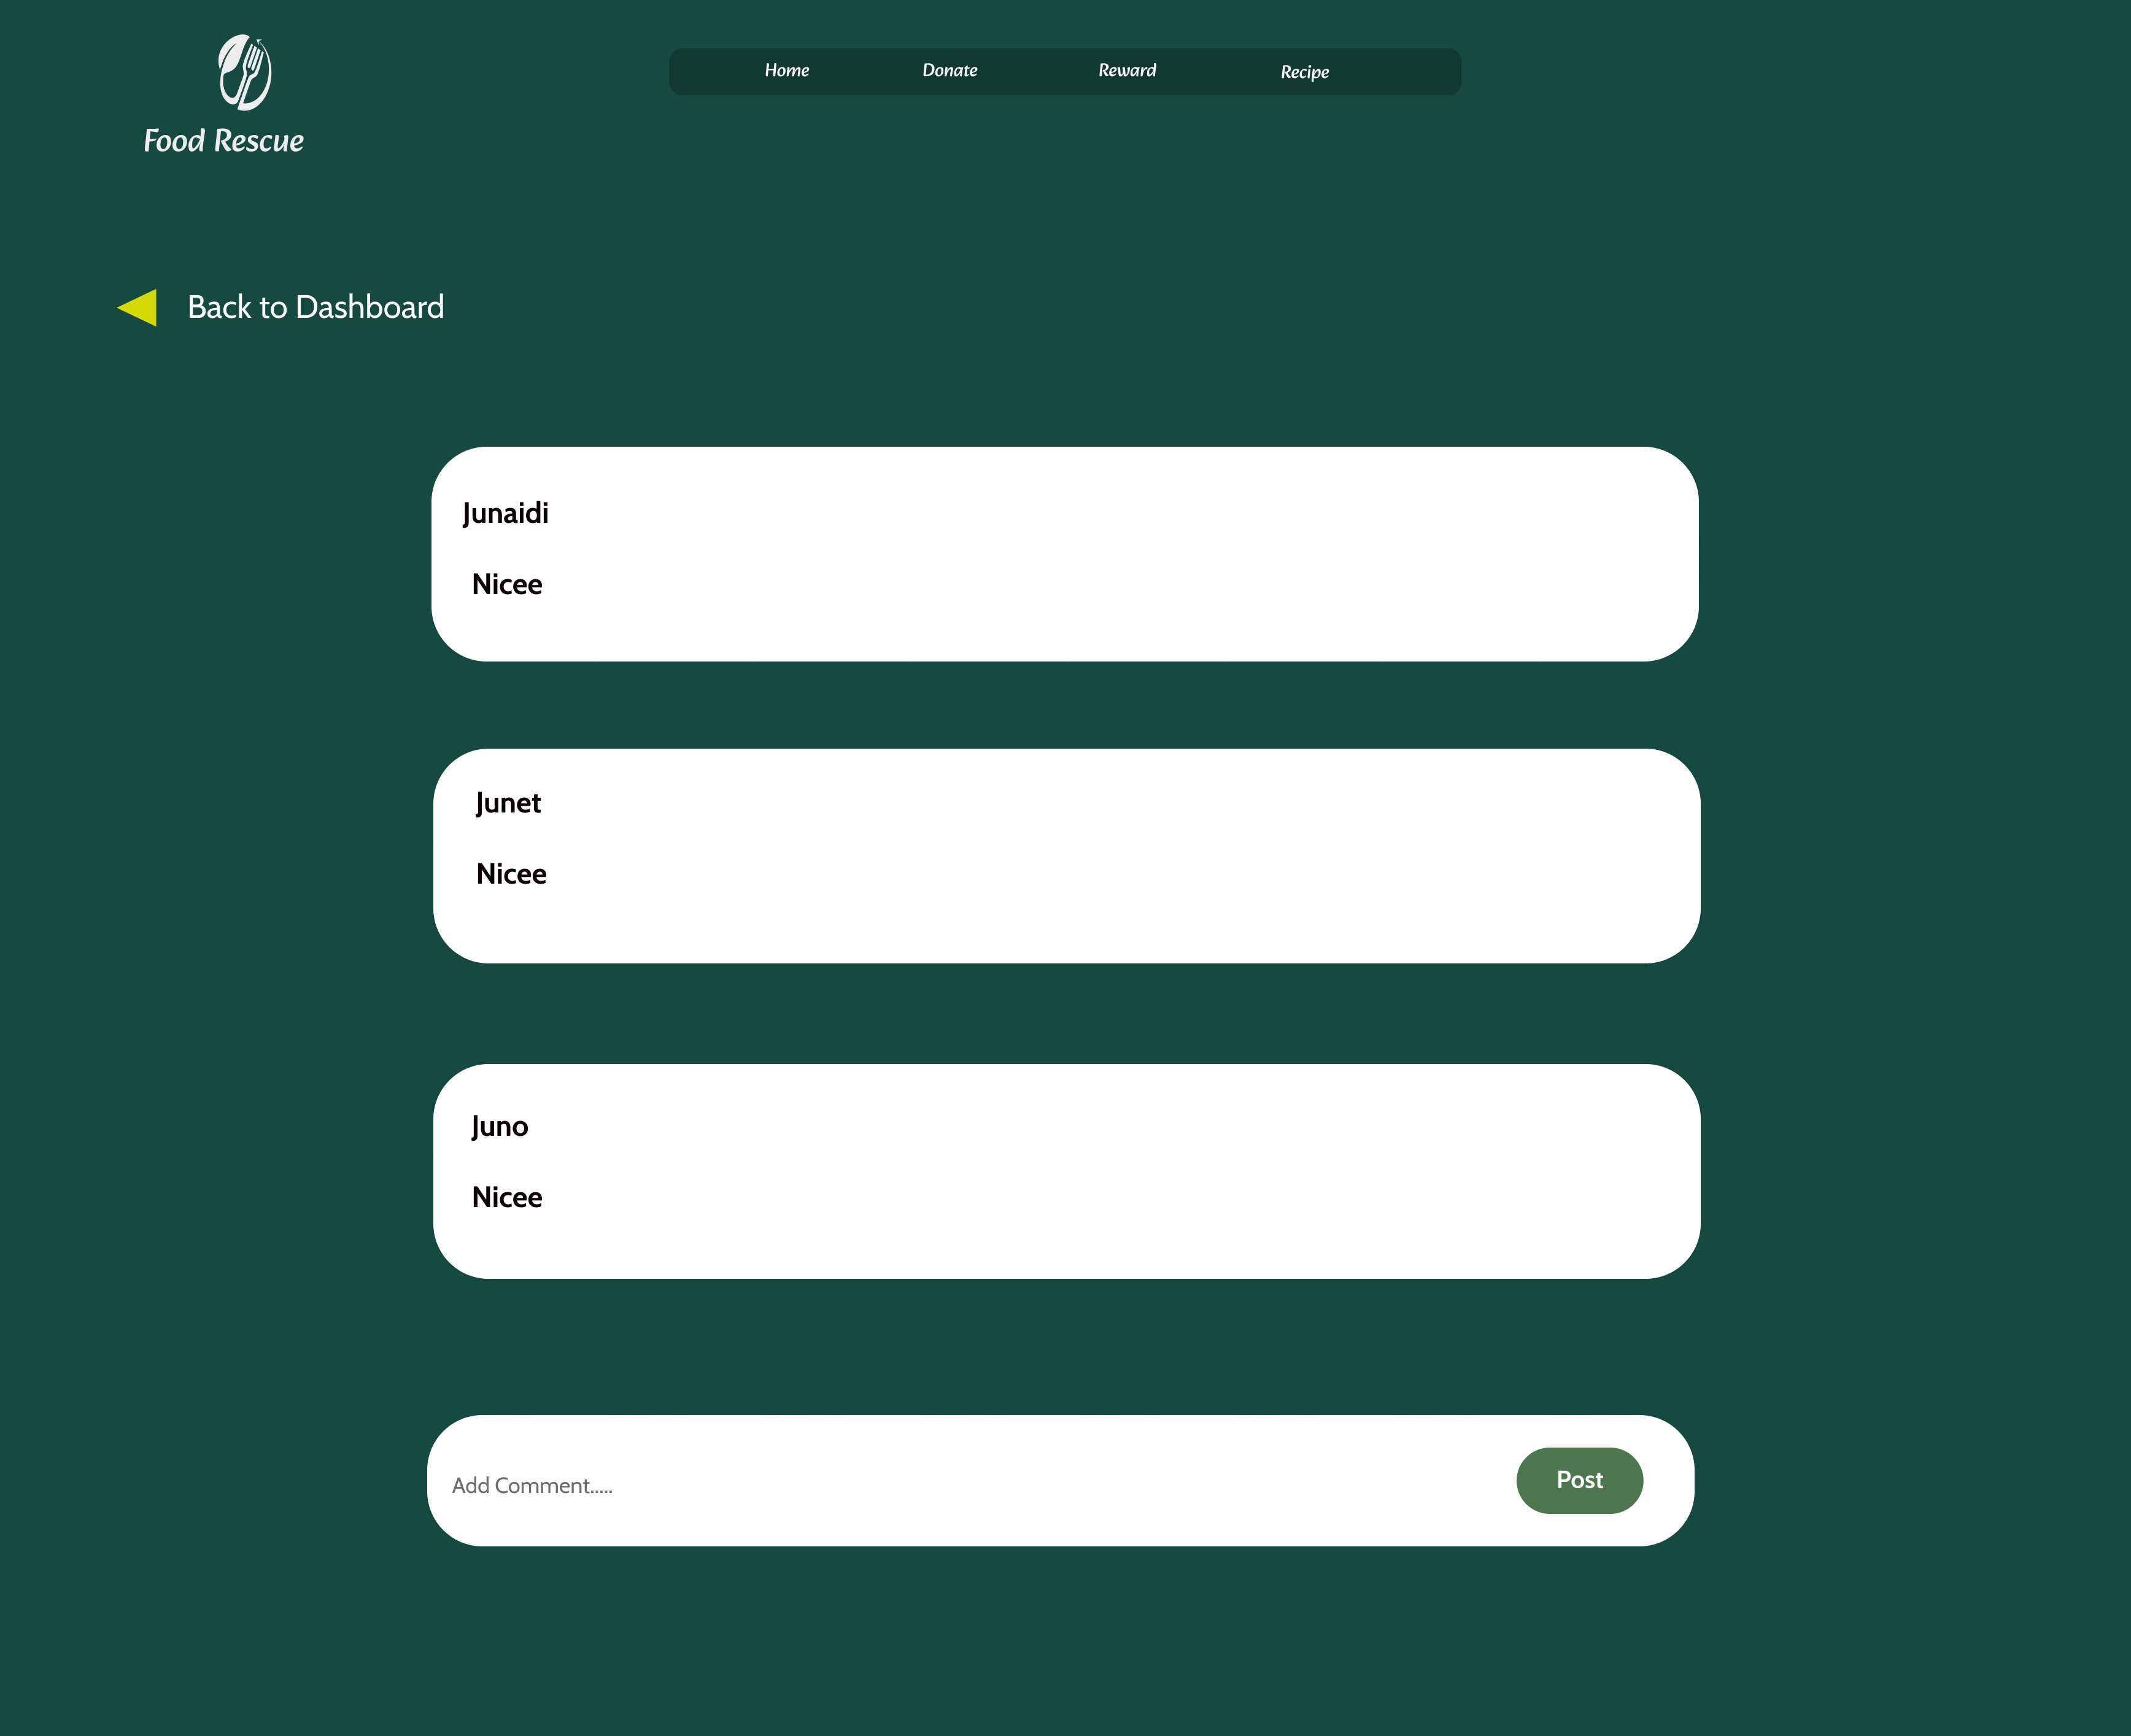 Home Donate Reward Recipe
Food Rescue
Back to Dashboard
Junaidi
Nicee
Junet
Nicee
Juno
Nicee
Add Comment.....
Post